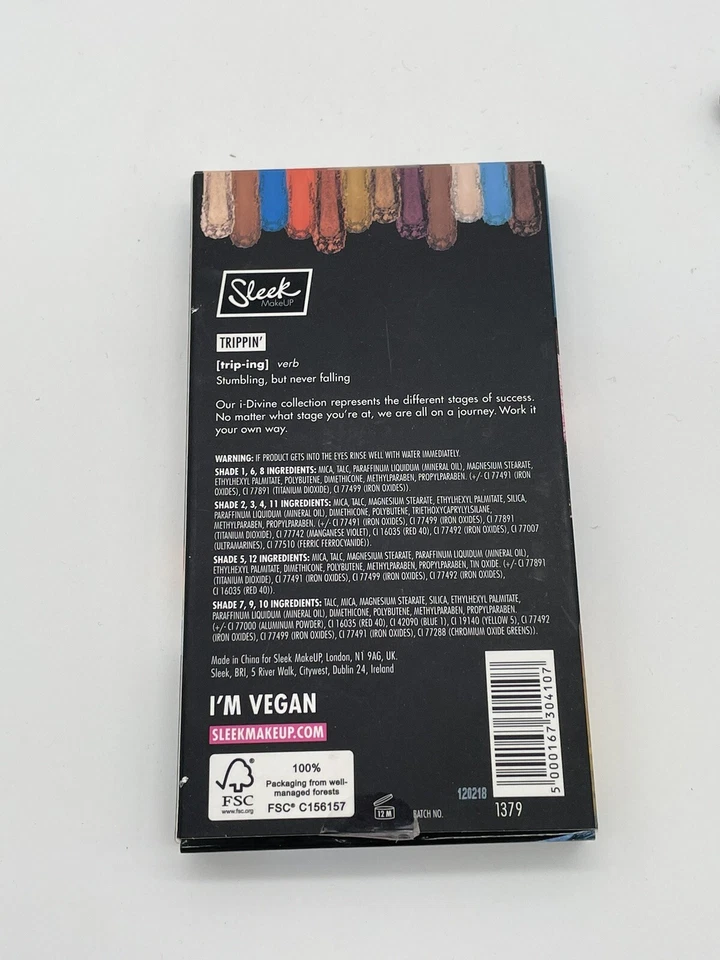 Sleek
MakeUP
TRIPPIN'
[trip-ing] verb
Stumbling, but never falling
Our i-Divine collection represents the different stages of success.
No matter what stage you're at, we are all on a journey. Work it
your own way.
WARNING: IF PRODUCT GETS INTO THE EYES RINSE WELL WITH WATER IMMEDIATELY.
SHADE 1, 6, 8 INGREDIENTS: MICA, TALC, PARAFFINUM LIQUIDUM (MINERAL OIL), MAGNESIUM STEARATE,
ETHYLHEXYL PALMITATE, POLYBUTENE, DIMETHICONE, METHYLPARABEN, PROPYLPARABEN. (+/- CI 77491 (IRON
OXIDES), CI 77891 (TITANIUM DIOXIDE), CI 77499 (IRON OXIDES)).
SHADE 2, 3, 4, 11 INGREDIENTS: MICA, TALC, MAGNESIUM STEARATE, ETHYLHEXYL PALMITATE, SILICA,
PARAFFINUM LIQUIDUM (MINERAL OIL), DIMETHICONE, POLYBUTENE, TRIETHOXYCAPRYLYLSILANE,
METHYLPARABEN, PROPYLPARABEN. (+/- CI 77491 (IRON OXIDES), CI 77499 (IRON OXIDES), CI 77891
(TITANIUM DIOXIDE), CI 77742 (MANGANESE VIOLET), CI 16035 (RED 40), CI 77492 (IRON OXIDES), CI 77007
(ULTRAMARINES), CI 77510 (FERRIC FERROCYANIDE)).
SHADE 5, 12 INGREDIENTS: MICA, TALC, MAGNESIUM STEARATE, PARAFFINUM LIQUIDUM (MINERAL OIL),
ETHYLHEXYL PALMITATE, DIMETHICONE, POLYBUTENE, METHYLPARABEN, PROPYLPARABEN, TIN OXIDE. (+/- CI 77891
(TITANIUM DIOXIDE), CI 77491 (IRON OXIDES), CI 77499 (IRON OXIDES), CI 77492 (IRON OXIDES),
CI 16035 (RED 40)).
SHADE 7, 9, 10 INGREDIENTS: TALC, MICA, MAGNESIUM STEARATE, SILICA, ETHYLHEXYL PALMITATE,
PARAFFINUM LIQUIDUM (MINERAL OIL), DIMETHICONE, POLYBUTENE, METHYLPARABEN, PROPYLPARABEN.
(+/- CI 77000 (ALUMINUM POWDER), CI 16035 (RED 40), CI 42090 (BLUE 1), CI 19140 (YELLOW 5), CI 77492
(IRON OXIDES), CI 77499 (IRON OXIDES), CI 77491 (IRON OXIDES), CI 77288 (CHROMIUM OXIDE GREENS)).
Made in China for Sleek MakeUP, London, N1 9AG, UK.
Sleek, BRI, 5 River Walk, Citywest, Dublin 24, Ireland
I'M VEGAN
SLEEKMAKEUP.COM
FSC
www.fsc.org
100%
Packaging from well-
managed forests
FSC® C156157
12 M
BATCH NO.
120218
1379
5 000167 304107